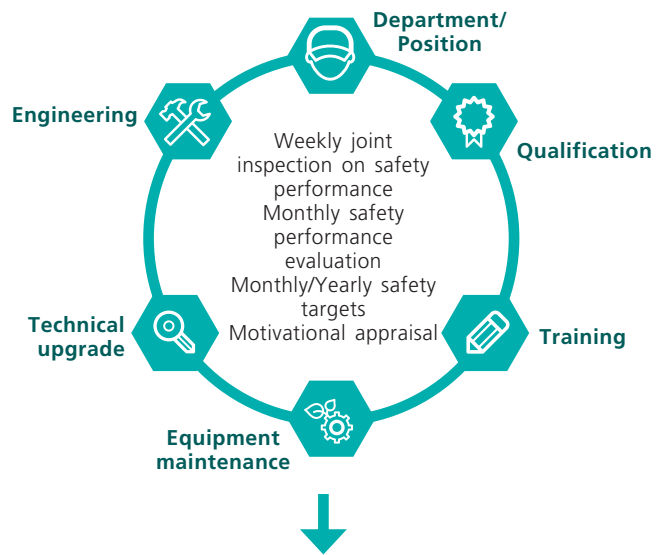 Department/
Position
Engineering
Qualification
Weekly joint
inspection on safety
performance
Monthly safety
performance
evaluation
Monthly/Yearly safety
targets
Motivational appraisal
Technical
upgrade
Training
Equipment
maintenance